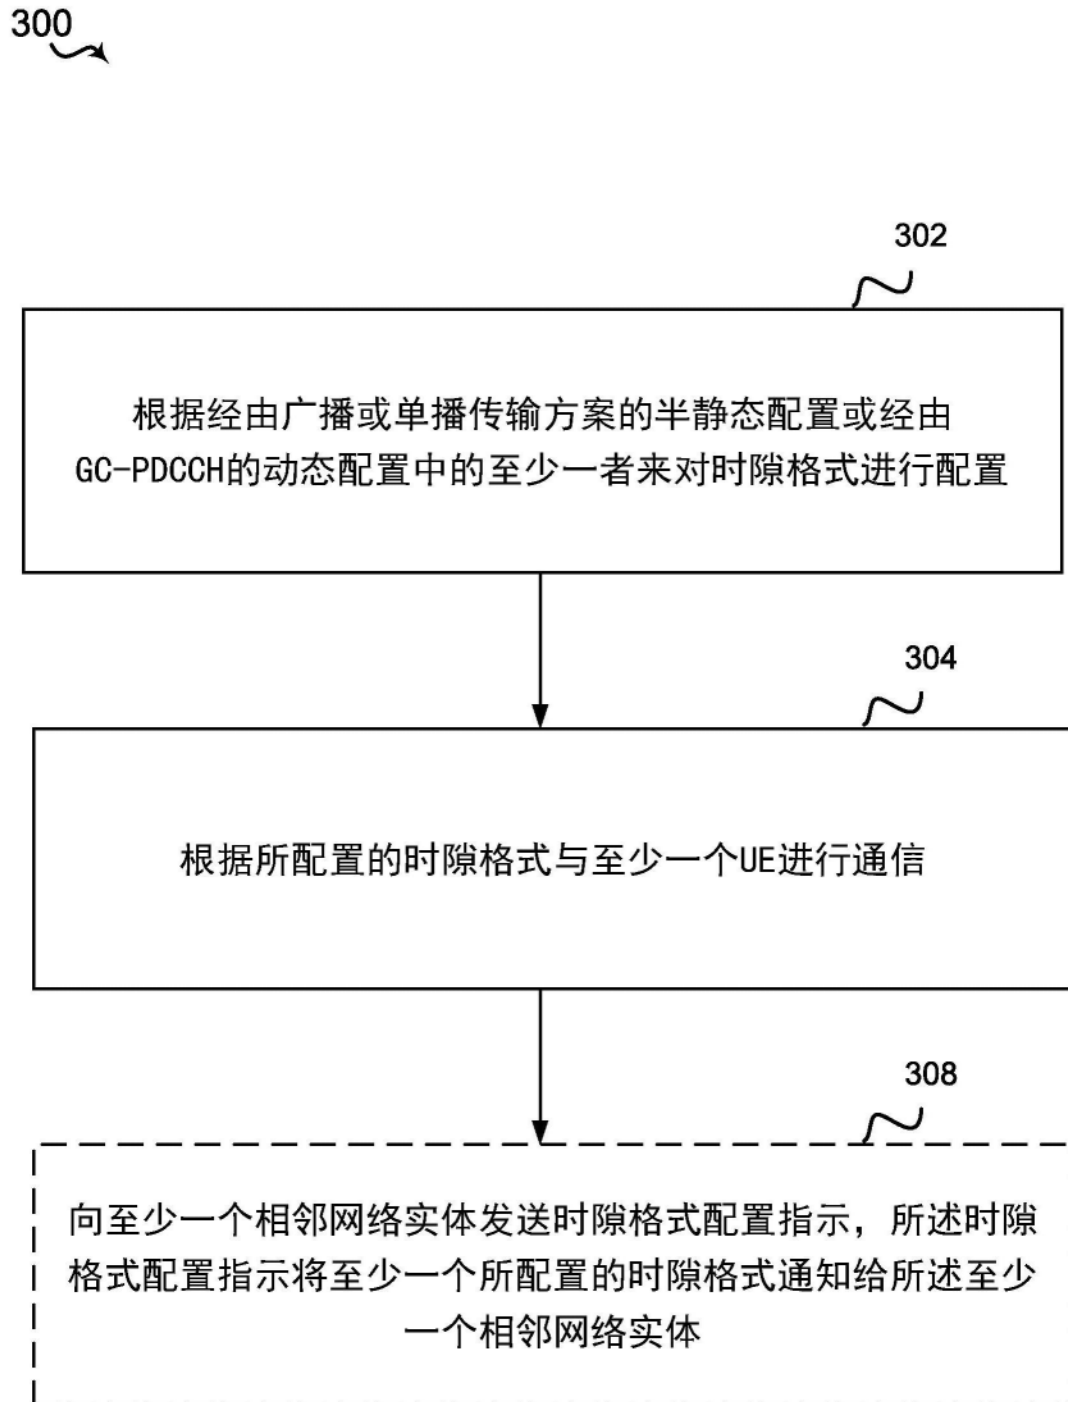 300
302
根据经由广播或单播传输方案的半静态配置或经由
GC-PDCCH的动态配置中的至少一者来对时隙格式进行配置
304
根据所配置的时隙格式与至少一个UE进行通信
308
向至少一个相邻网络实体发送时隙格式配置指示，所述时隙
格式配置指示将至少一个所配置的时隙格式通知给所述至少
一个相邻网络实体